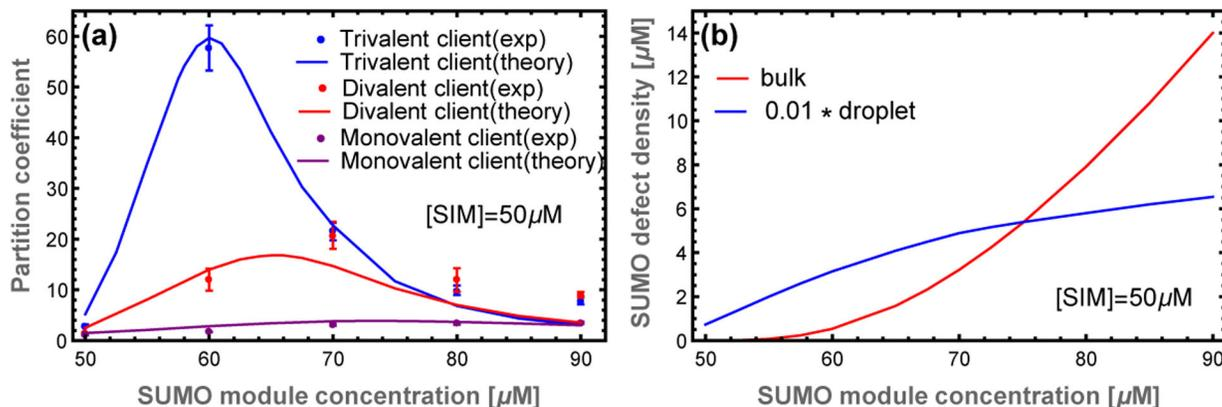 (a)
Trivalent client(exp)
Trivalent client(theory)
Divalent client(exp)
Divalent client(theory)
Monovalent client(exp)
Monovalent client(theory)
[SIM]=50μM
Partition coefficient
60
50
40
30
20
10
0
50 60 70 80 90
SUMO module concentration [μM]
(b)
bulk
0.01 * droplet
[SIM]=50μM
SUMO defect density [μM]
14
12
10
8
6
4
2
0
50 60 70 80 90
SUMO module concentration [μM]